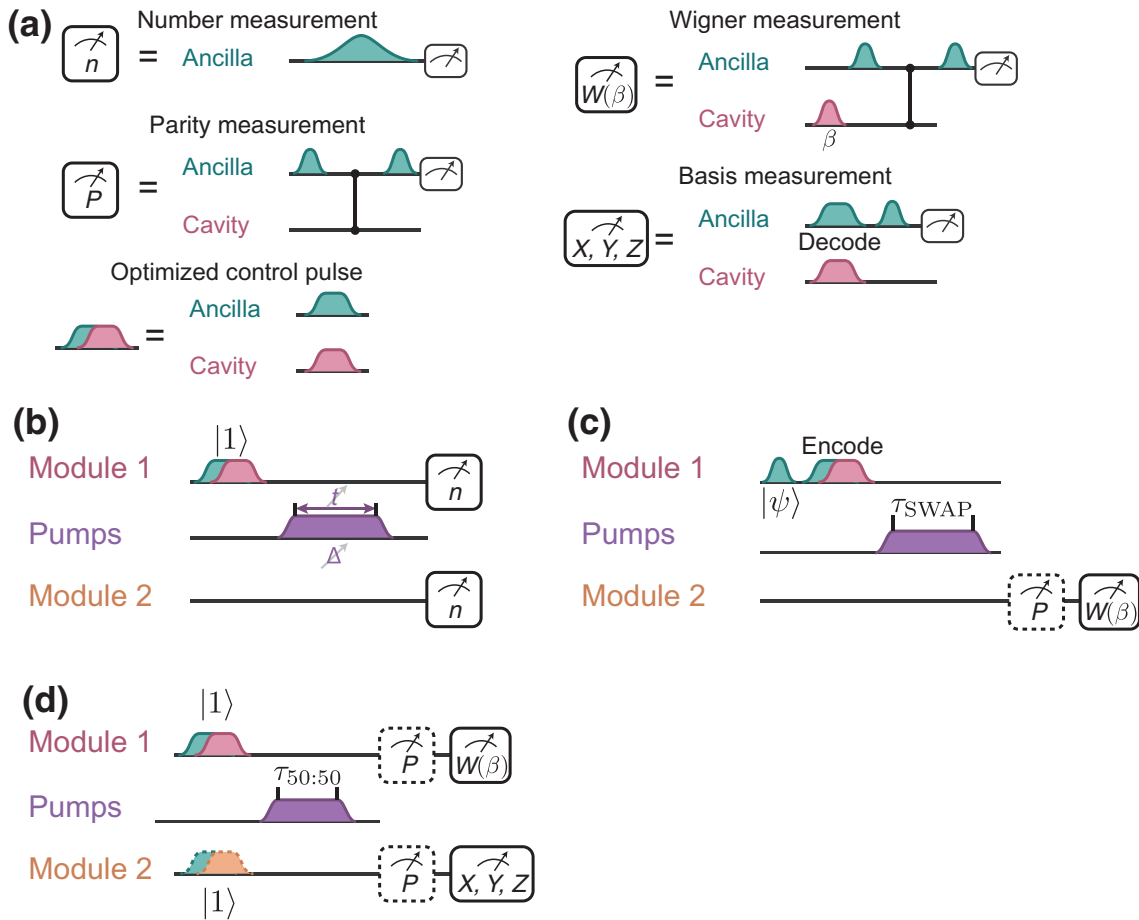 (a)
Number measurement
n
=
Ancilla
Parity measurement
P
=
Ancilla
Cavity
Optimized control pulse
=
Ancilla
Cavity
Wigner measurement
W(β)
=
Ancilla
Cavity
β
Basis measurement
X, Y, Z
=
Ancilla
Decode
Cavity
(b)
|1⟩
Module 1
n
t
Pumps
Δ
Module 2
n
(c)
Encode
Module 1
|ψ⟩
τSWAP
Pumps
Module 2
P
W(β)
(d)
|1⟩
Module 1
P
W(β)
τ50:50
Pumps
Module 2
P
X, Y, Z
|1⟩